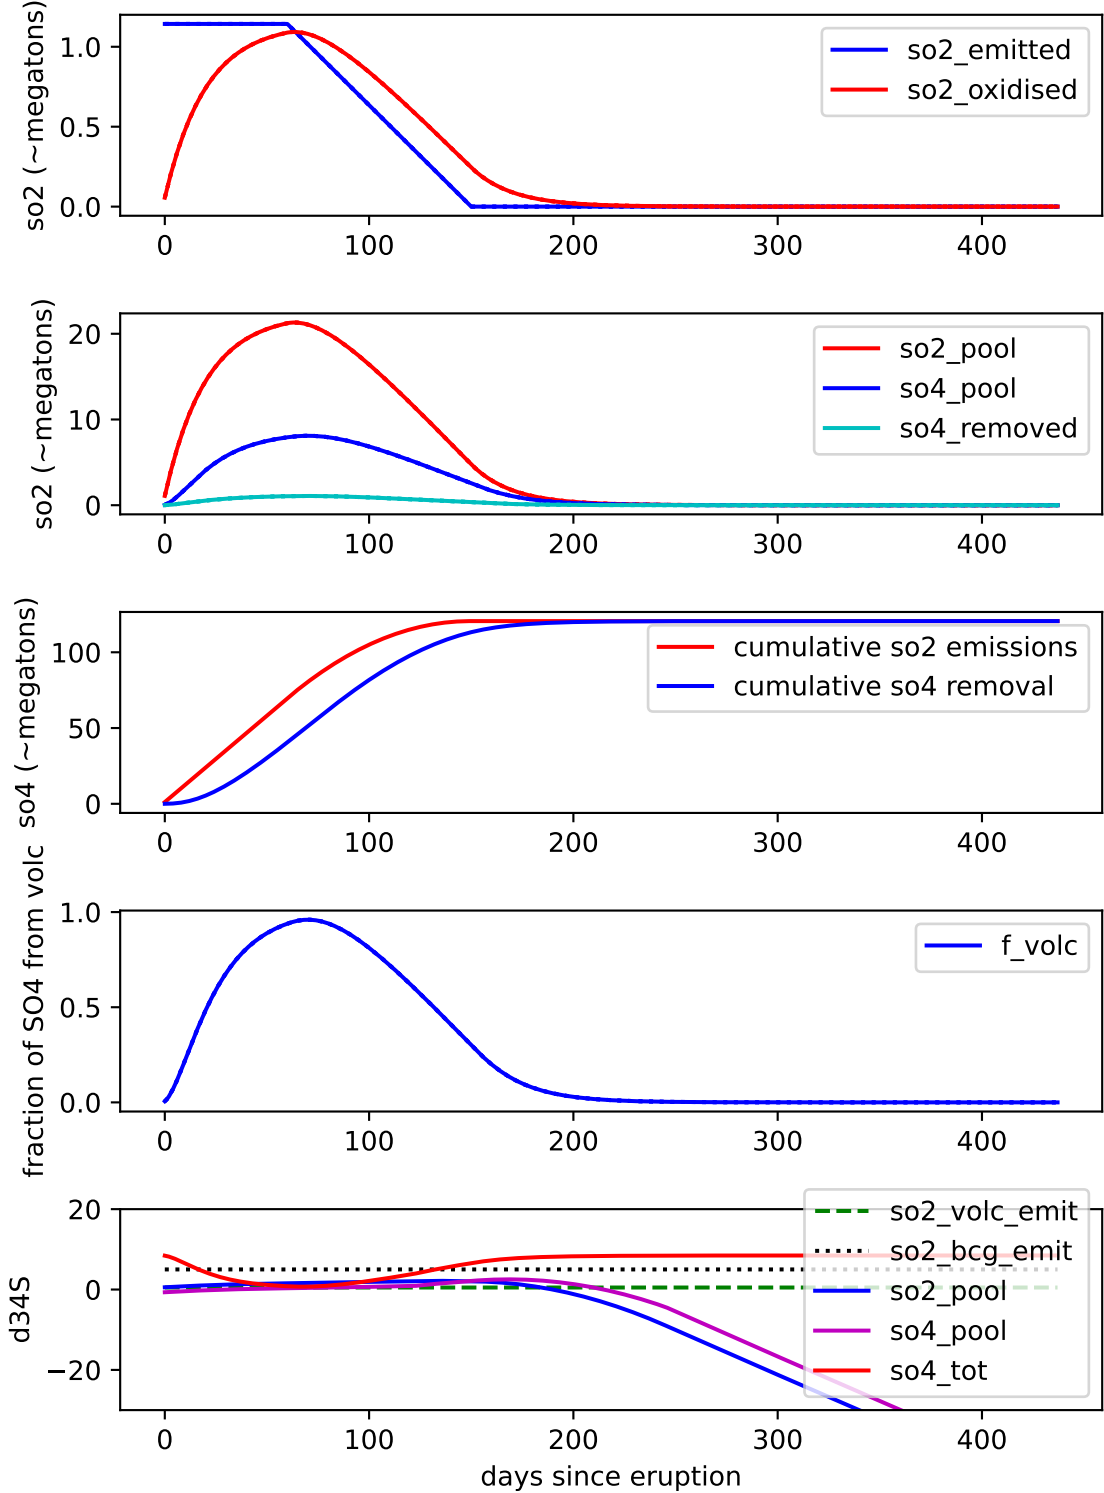 so2 (~megatons)
1.0
0.5
0.0
so2_emitted
so2_oxidised
0 100 200 300 400
so2 (~megatons)
20
10
0
so2_pool
so4_pool
so4_removed
0 100 200 300 400
so4 (~megatons)
100
50
0
cumulative so2 emissions
cumulative so4 removal
0 100 200 300 400
fraction of SO4 from volc
1.0
0.5
0.0
f_volc
0 100 200 300 400
d34S
20
0
−20
so2_volc_emit
so2_bcg_emit
so2_pool
so4_pool
so4_tot
0 100 200 300 400
days since eruption